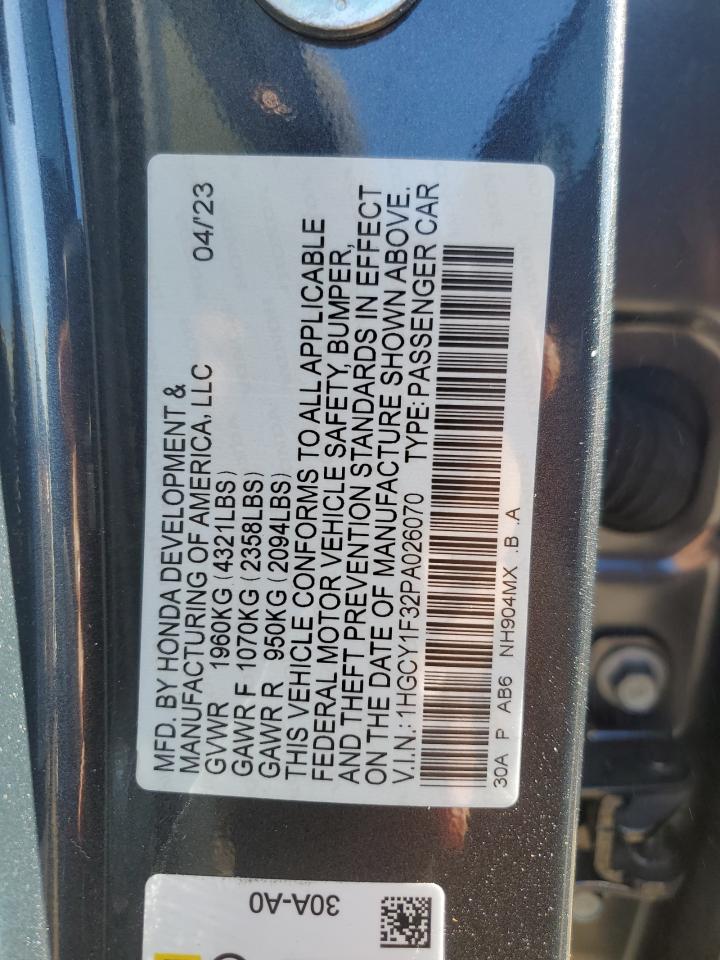 MFD. BY HONDA DEVELOPMENT &
MANUFACTURING OF AMERICA, LLC 04/'23
GVWR 1960KG (4321LBS)
GAWR F 1070KG (2358LBS)
GAWR R 950KG (2094LBS)
THIS VEHICLE CONFORMS TO ALL APPLICABLE
FEDERAL MOTOR VEHICLE SAFETY, BUMPER,
AND THEFT PREVENTION STANDARDS IN EFFECT
ON THE DATE OF MANUFACTURE SHOWN ABOVE.
V.I.N.: 1HGCY1F32PA026070 TYPE: PASSENGER CAR
30A P AB6 NH904MX .B .A
30A-A0